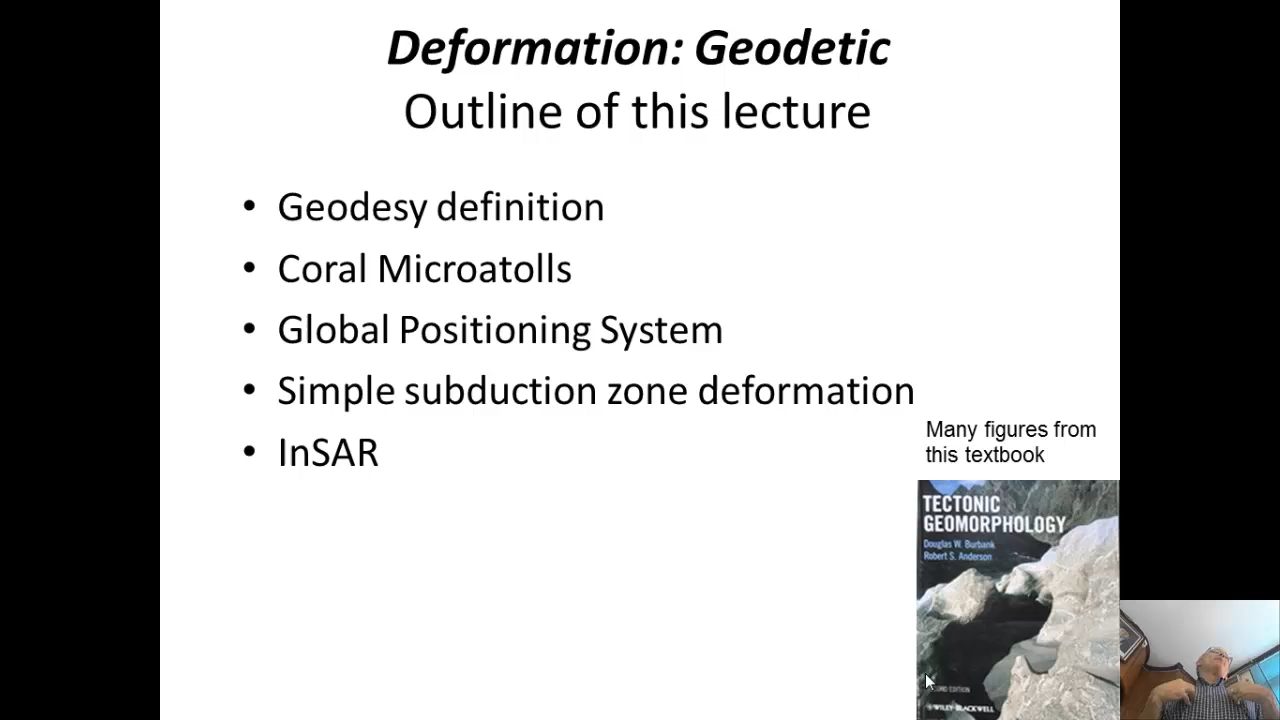 Deformation: Geodetic
Outline of this lecture
• Geodesy definition
• Coral Microatolls
• Global Positioning System
• Simple subduction zone deformation
• InSAR
Many figures from
this textbook
TECTONIC
GEOMORPHOLOGY
Douglas W. Burbank
Robert S. Anderson
EDITION
WILEY-BLACKWELL